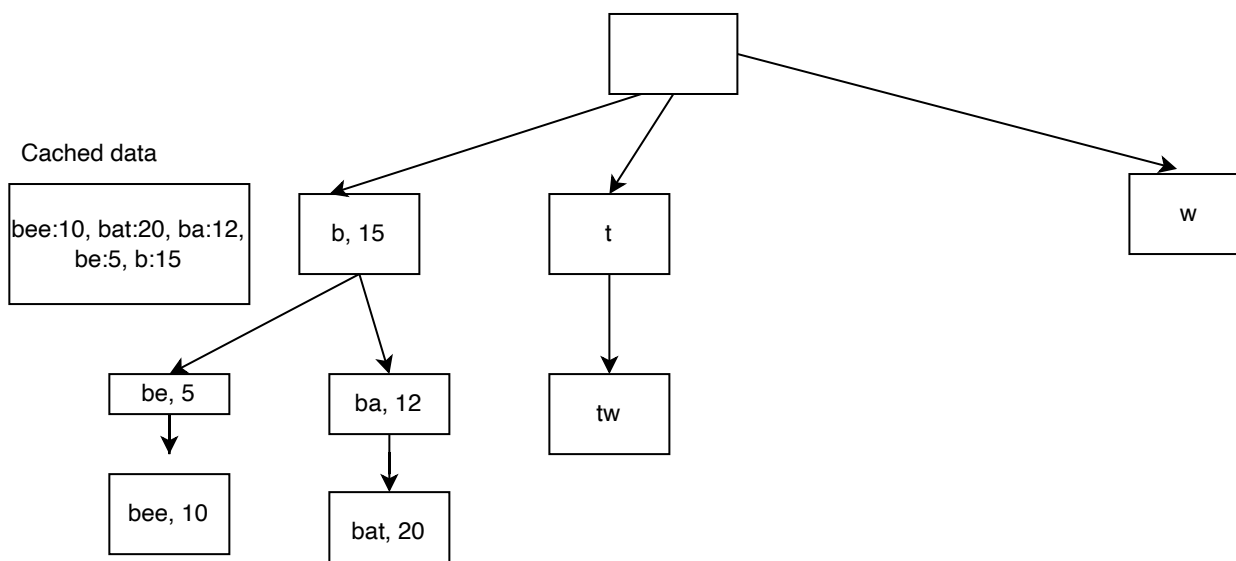 Cached data
bee:10, bat:20, ba:12,
be:5, b:15
b, 15
t
w
be, 5
ba, 12
tw
bee, 10
bat, 20